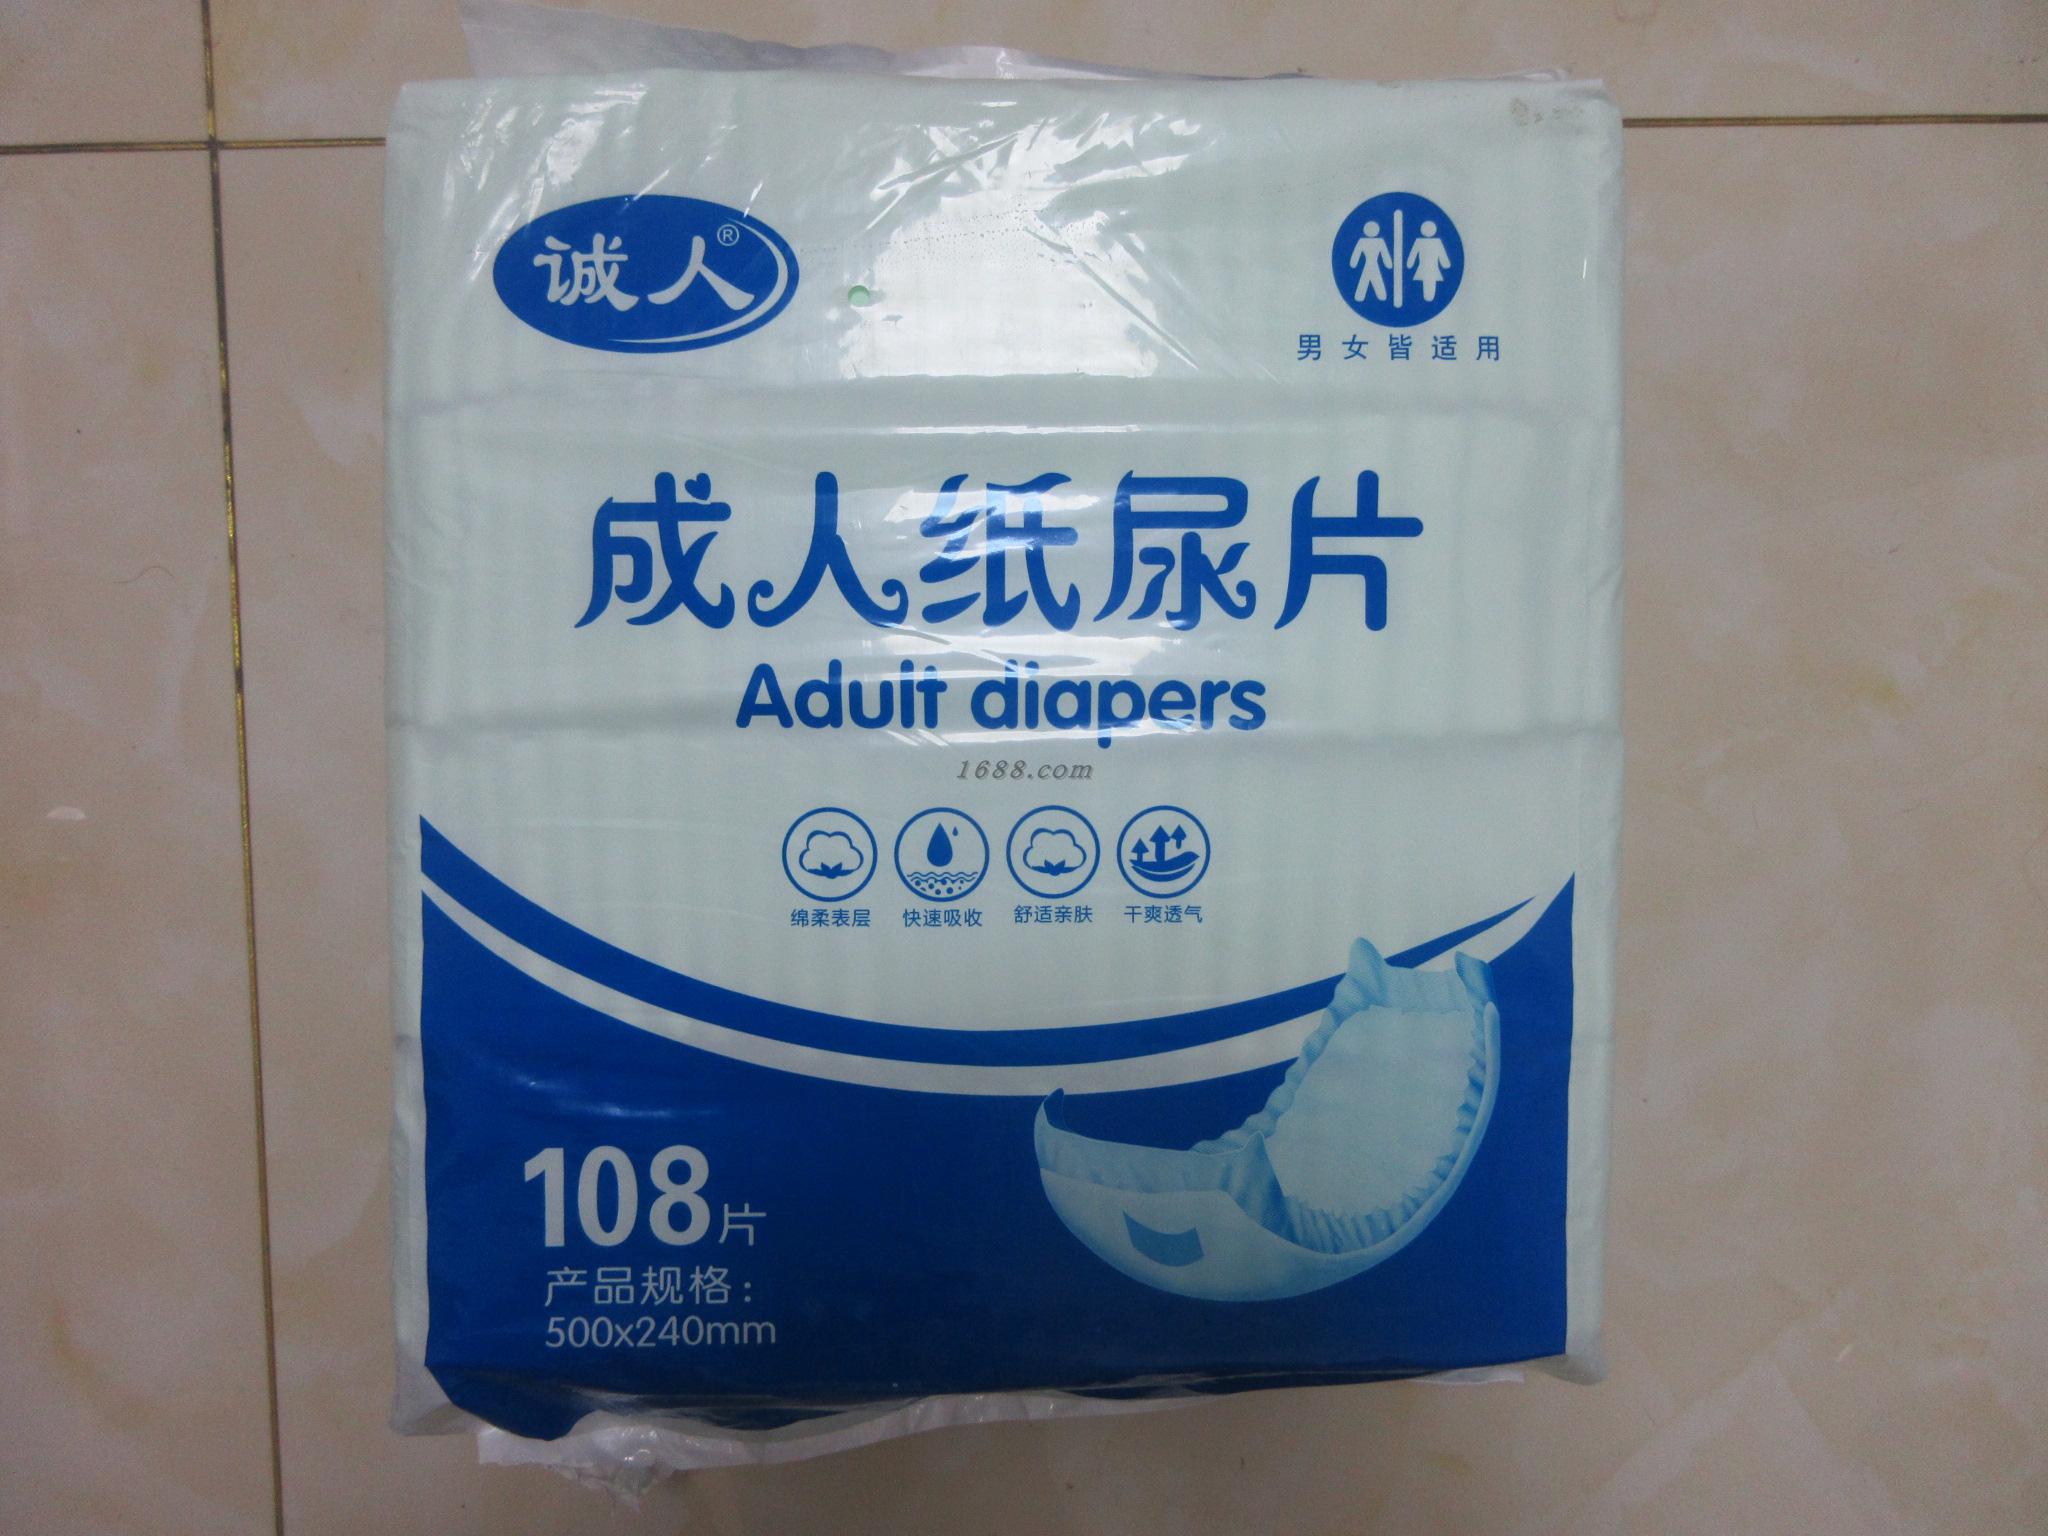 诚人®
男女皆适用
成人纸尿片
Adult diapers
1688.com
绵柔表层 快速吸收 舒适亲肤 干爽透气
108片
产品规格：
500x240mm